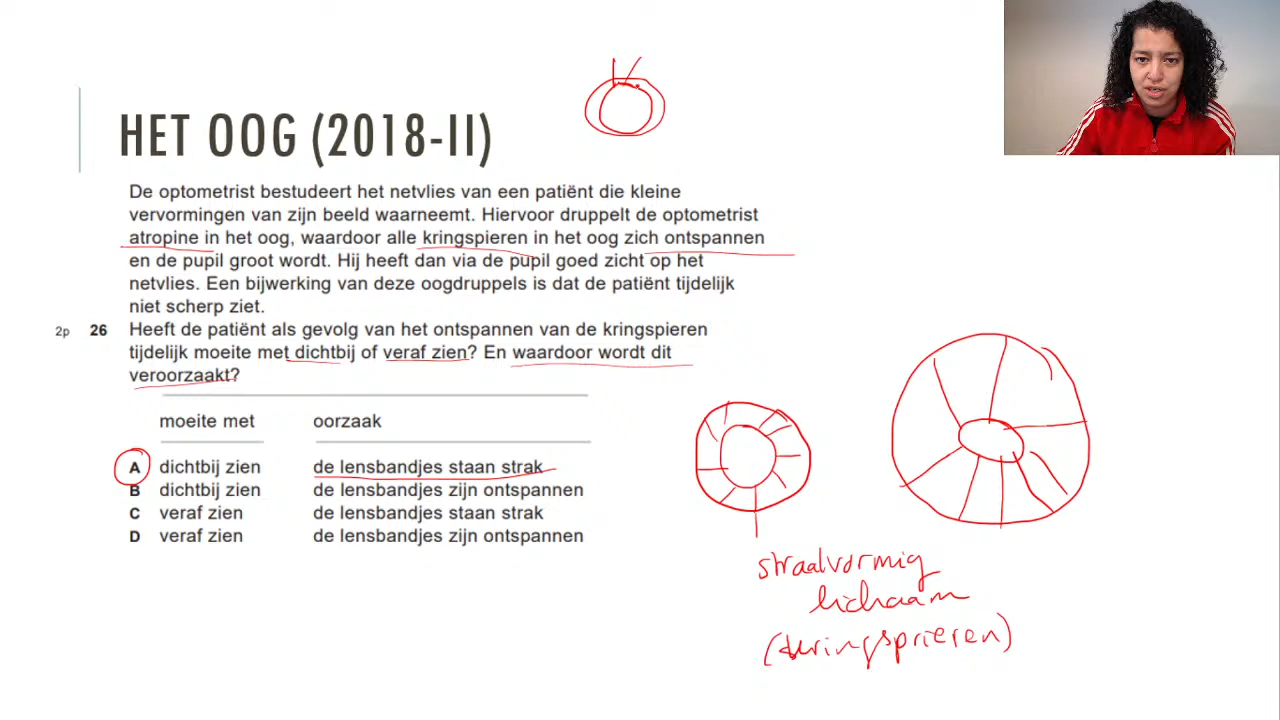 HET OOG (2018-II)
De optometrist bestudeert het netvlies van een patiënt die kleine
vervormingen van zijn beeld waarneemt. Hiervoor druppelt de optometrist
atropine in het oog, waardoor alle kringspieren in het oog zich ontspannen
en de pupil groot wordt. Hij heeft dan via de pupil goed zicht op het
netvlies. Een bijwerking van deze oogdruppels is dat de patiënt tijdelijk
niet scherp ziet.
2p 26 Heeft de patiënt als gevolg van het ontspannen van de kringspieren
tijdelijk moeite met dichtbij of veraf zien? En waardoor wordt dit
veroorzaakt?
moeite met oorzaak
A dichtbij zien de lensbandjes staan strak
B dichtbij zien de lensbandjes zijn ontspannen
C veraf zien de lensbandjes staan strak
D veraf zien de lensbandjes zijn ontspannen
straalvormig
lichaam
(kringspieren)